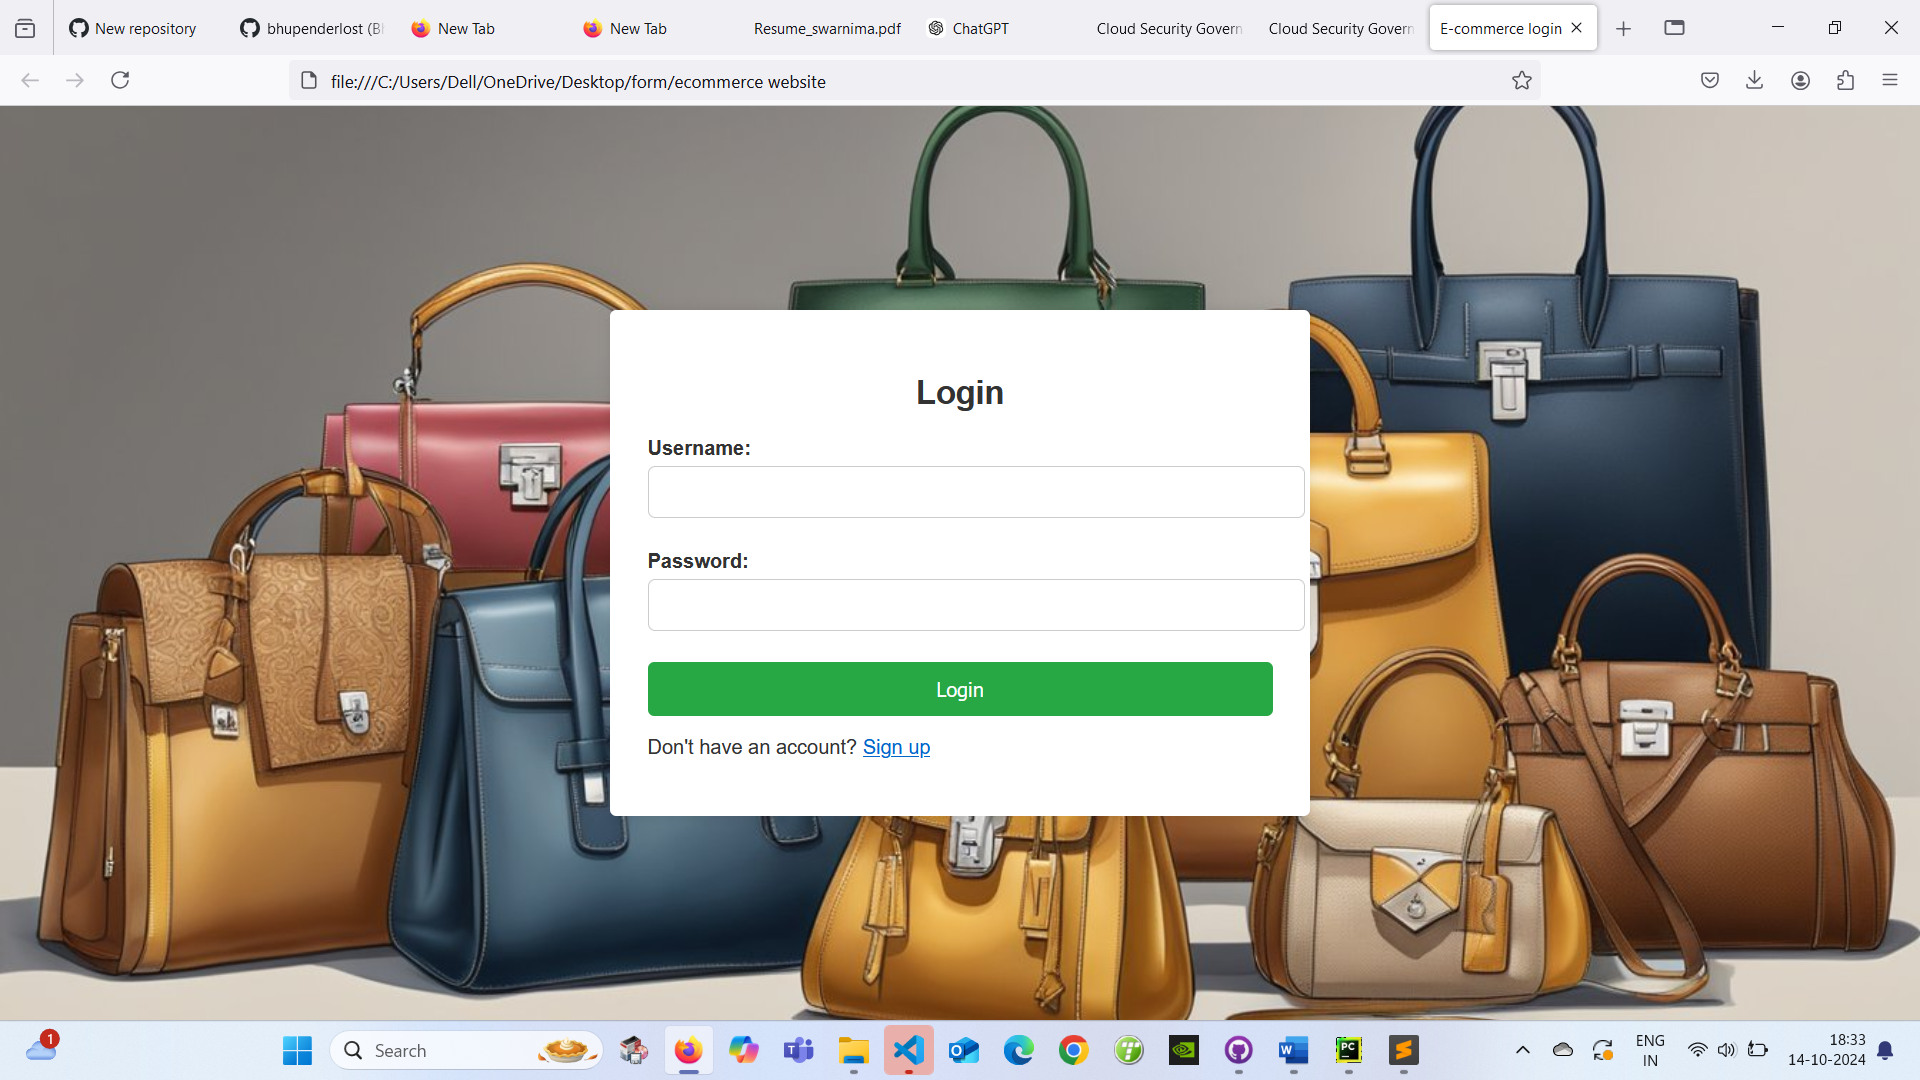 New repository
bhupenderlost (B
New Tab
New Tab
Resume_swarnima.pdf
ChatGPT
Cloud Security Govern
Cloud Security Govern
E-commerce login
file:///C:/Users/Dell/OneDrive/Desktop/form/ecommerce website
Login
Username:
Password:
Login
Don't have an account? Sign up
1
Search
PC
ENG
IN
18:33
14-10-2024